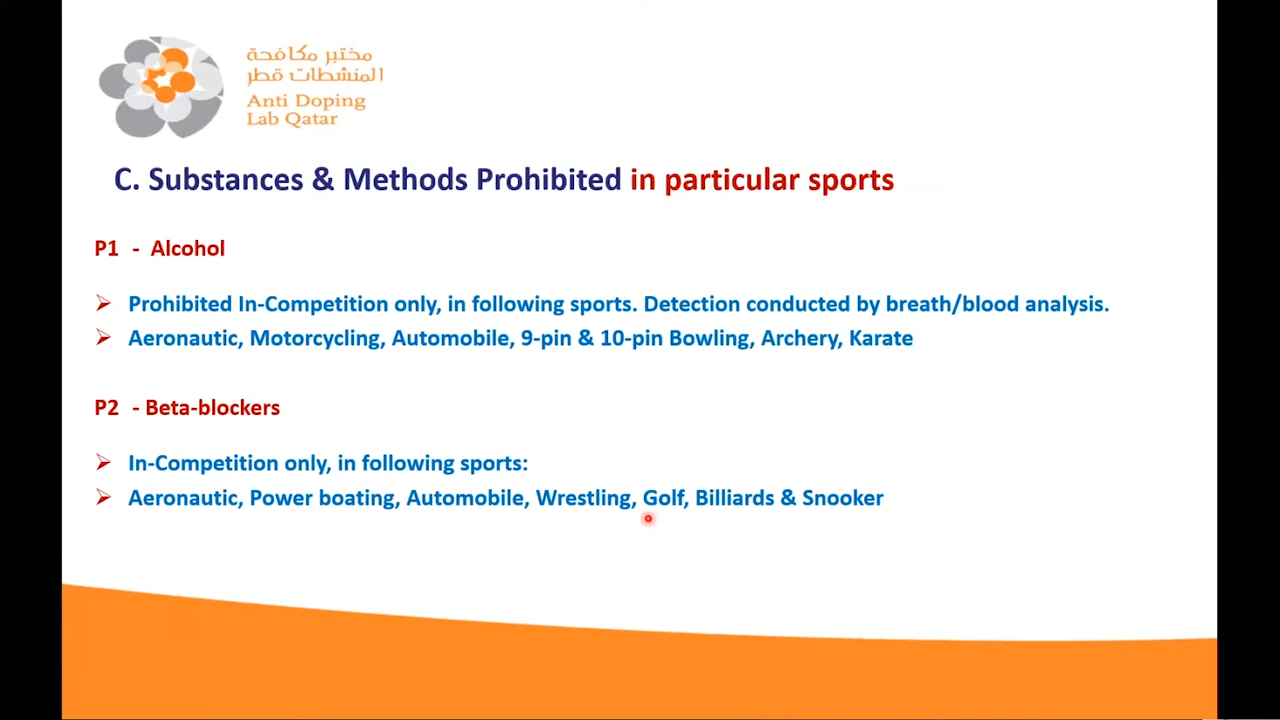 مختبر مكافحة
المنشطات قطر
Anti Doping
Lab Qatar
C. Substances & Methods Prohibited in particular sports
P1 - Alcohol
Prohibited In-Competition only, in following sports. Detection conducted by breath/blood analysis.
Aeronautic, Motorcycling, Automobile, 9-pin & 10-pin Bowling, Archery, Karate
P2 - Beta-blockers
In-Competition only, in following sports:
Aeronautic, Power boating, Automobile, Wrestling, Golf, Billiards & Snooker